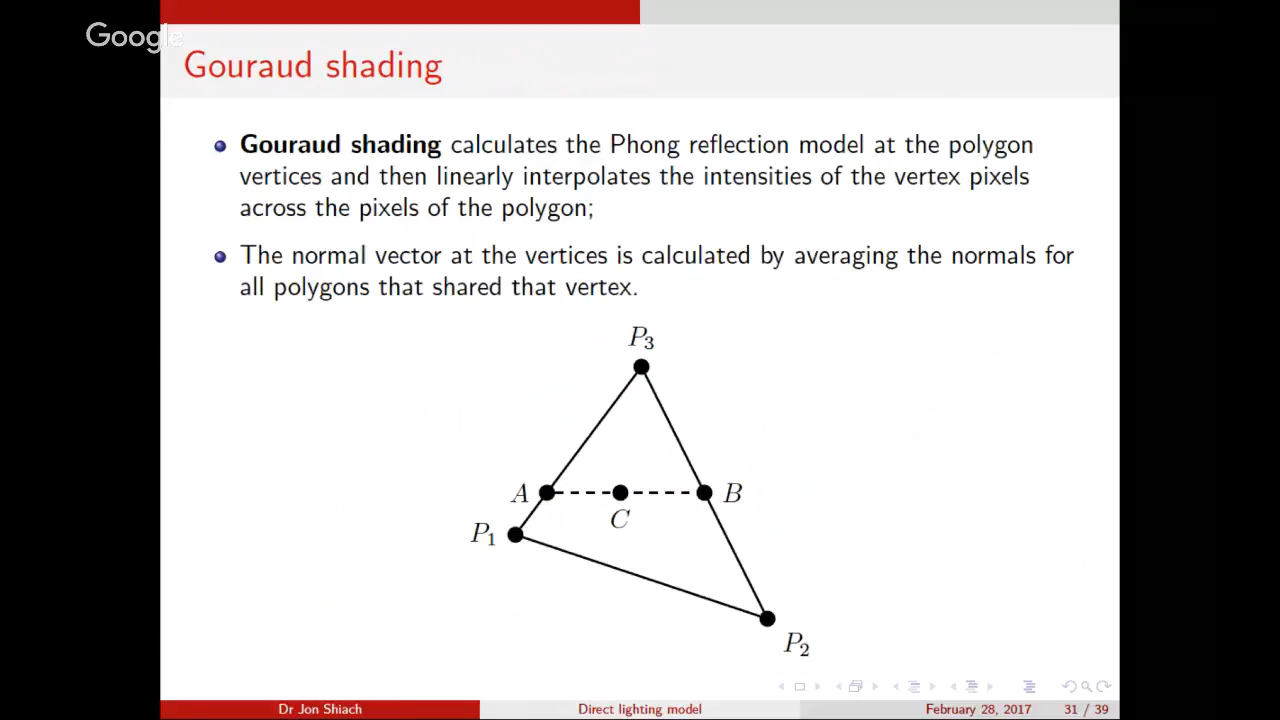 Google
Gouraud shading
Gouraud shading calculates the Phong reflection model at the polygon
vertices and then linearly interpolates the intensities of the vertex pixels
across the pixels of the polygon;
The normal vector at the vertices is calculated by averaging the normals for
all polygons that shared that vertex.
P3
A
B
C
P1
P2
Dr Jon Shiach
Direct lighting model
February 28, 2017
31 / 39